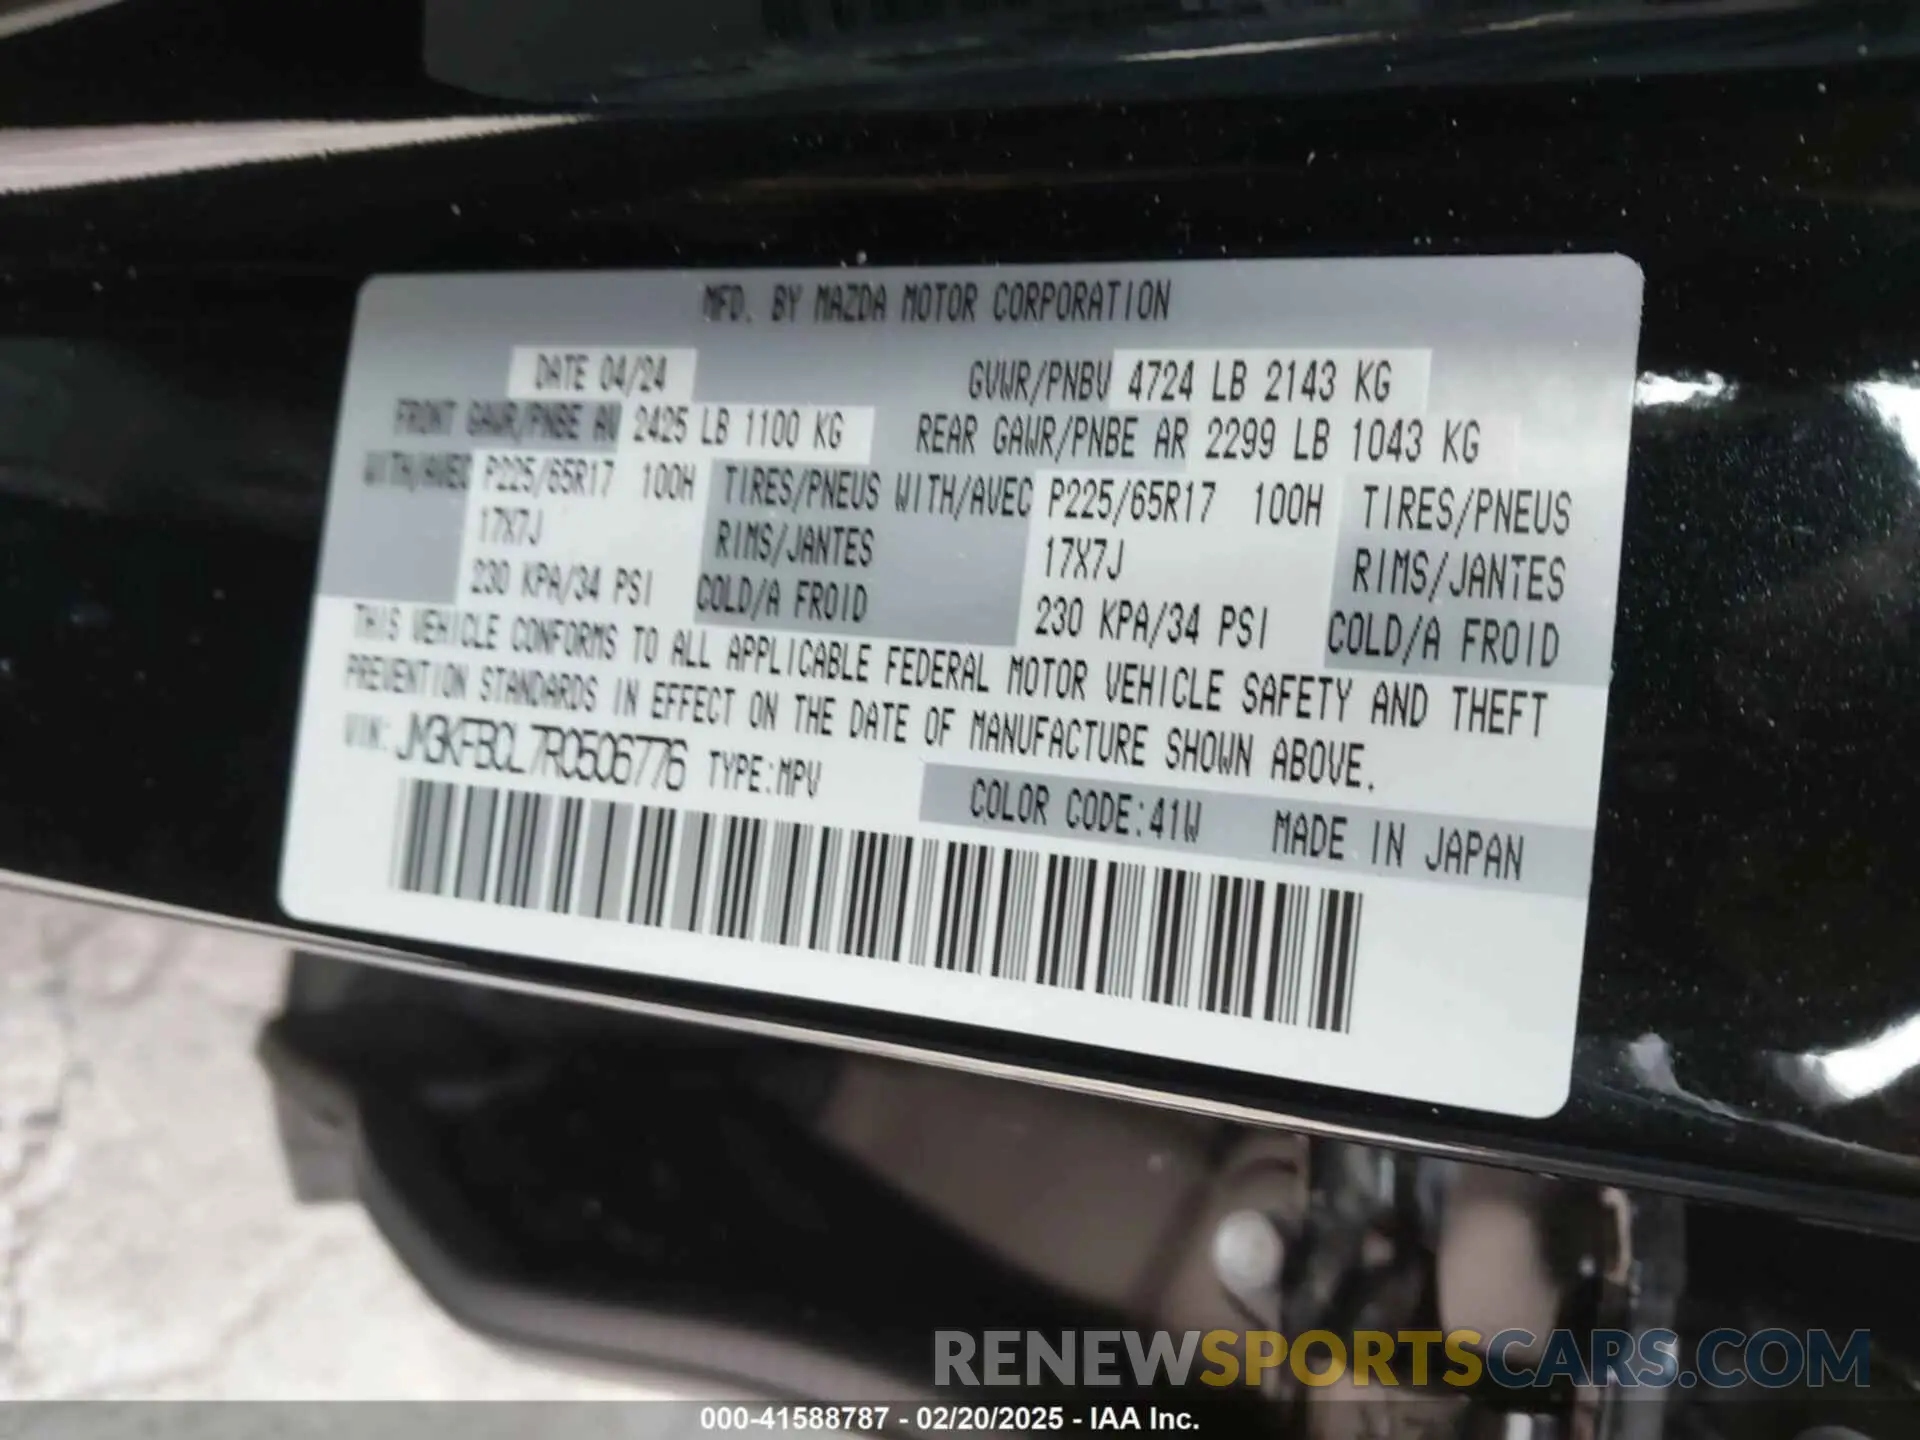 MFD. BY MAZDA MOTOR CORPORATION
DATE 04/24 GVWR/PNBV 4724 LB 2143 KG
FRONT GAWR/PNBE AV 2425 LB 1100 KG REAR GAWR/PNBE AR 2299 LB 1043 KG
WITH/AVEC P225/65R17 100H TIRES/PNEUS WITH/AVEC P225/65R17 100H TIRES/PNEUS
17X7J RIMS/JANTES 17X7J RIMS/JANTES
230 KPA/34 PSI COLD/A FROID 230 KPA/34 PSI COLD/A FROID
THIS VEHICLE CONFORMS TO ALL APPLICABLE FEDERAL MOTOR VEHICLE SAFETY AND THEFT
PREVENTION STANDARDS IN EFFECT ON THE DATE OF MANUFACTURE SHOWN ABOVE.
VIN: JM3KFBCL7R0506776 TYPE:MPV
COLOR CODE:41W MADE IN JAPAN
RENEWSPORTSCARS.COM
000-41588787 - 02/20/2025 - IAA Inc.